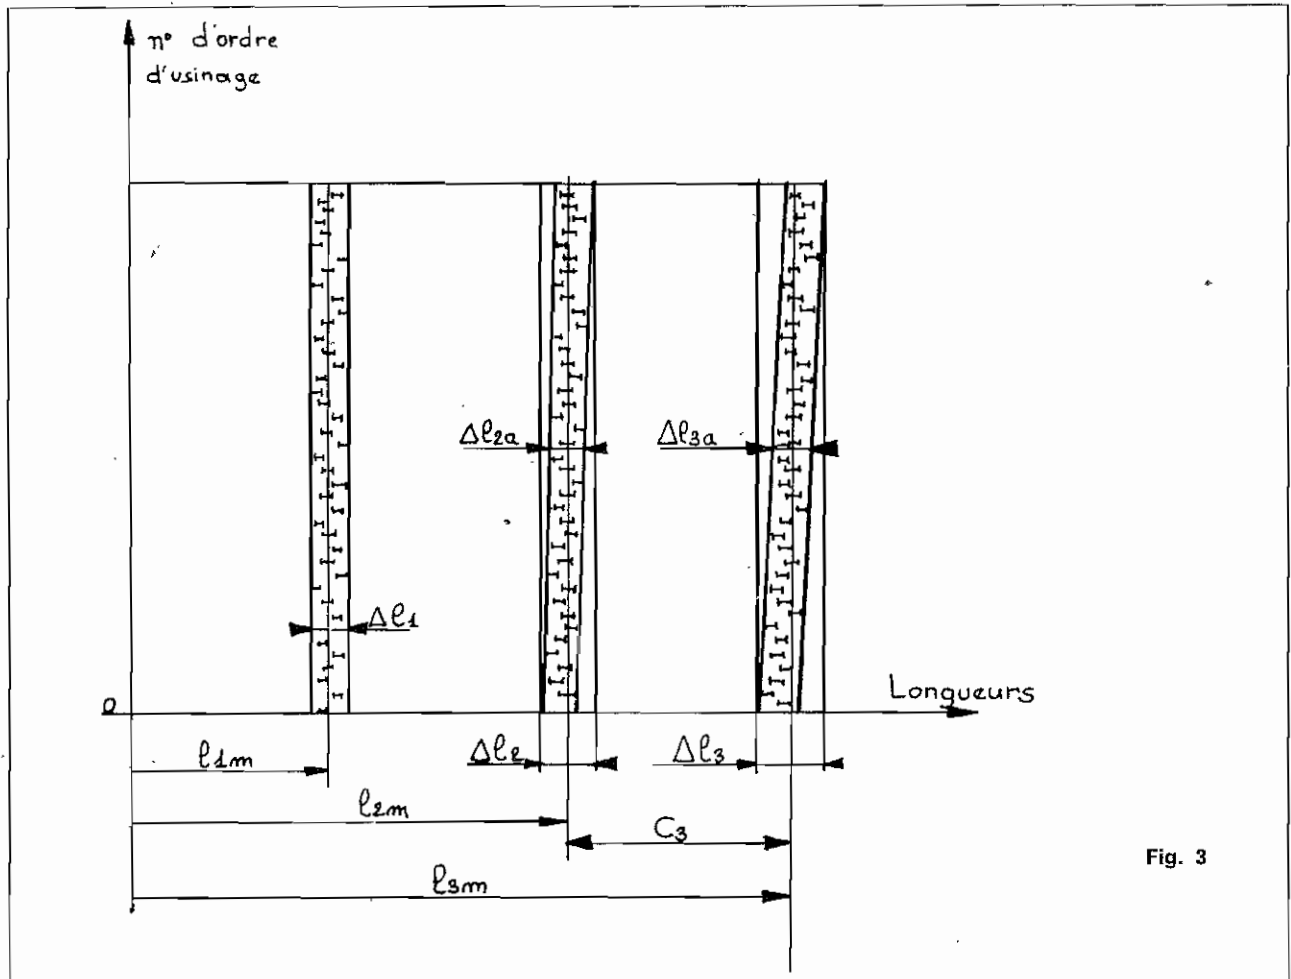 n° d'ordre
d'usinage
Δl2a
Δl3a
Δl1
0
Longueurs
l1m
Δl2
Δl3
l2m
C3
Fig. 3
l3m